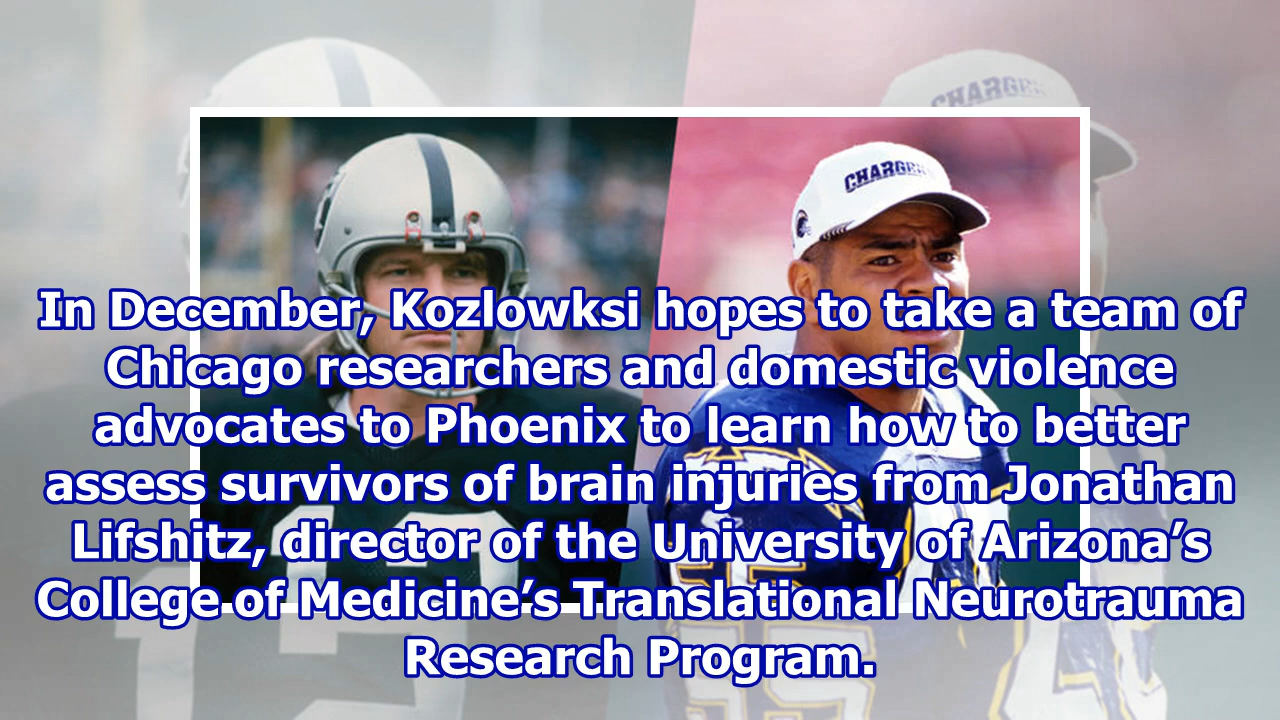 CHARGE
CHARGERS
In December, Kozlowksi hopes to take a team of
Chicago researchers and domestic violence
advocates to Phoenix to learn how to better
assess survivors of brain injuries from Jonathan
Lifshitz, director of the University of Arizona’s
College of Medicine’s Translational Neurotrauma
Research Program.
55